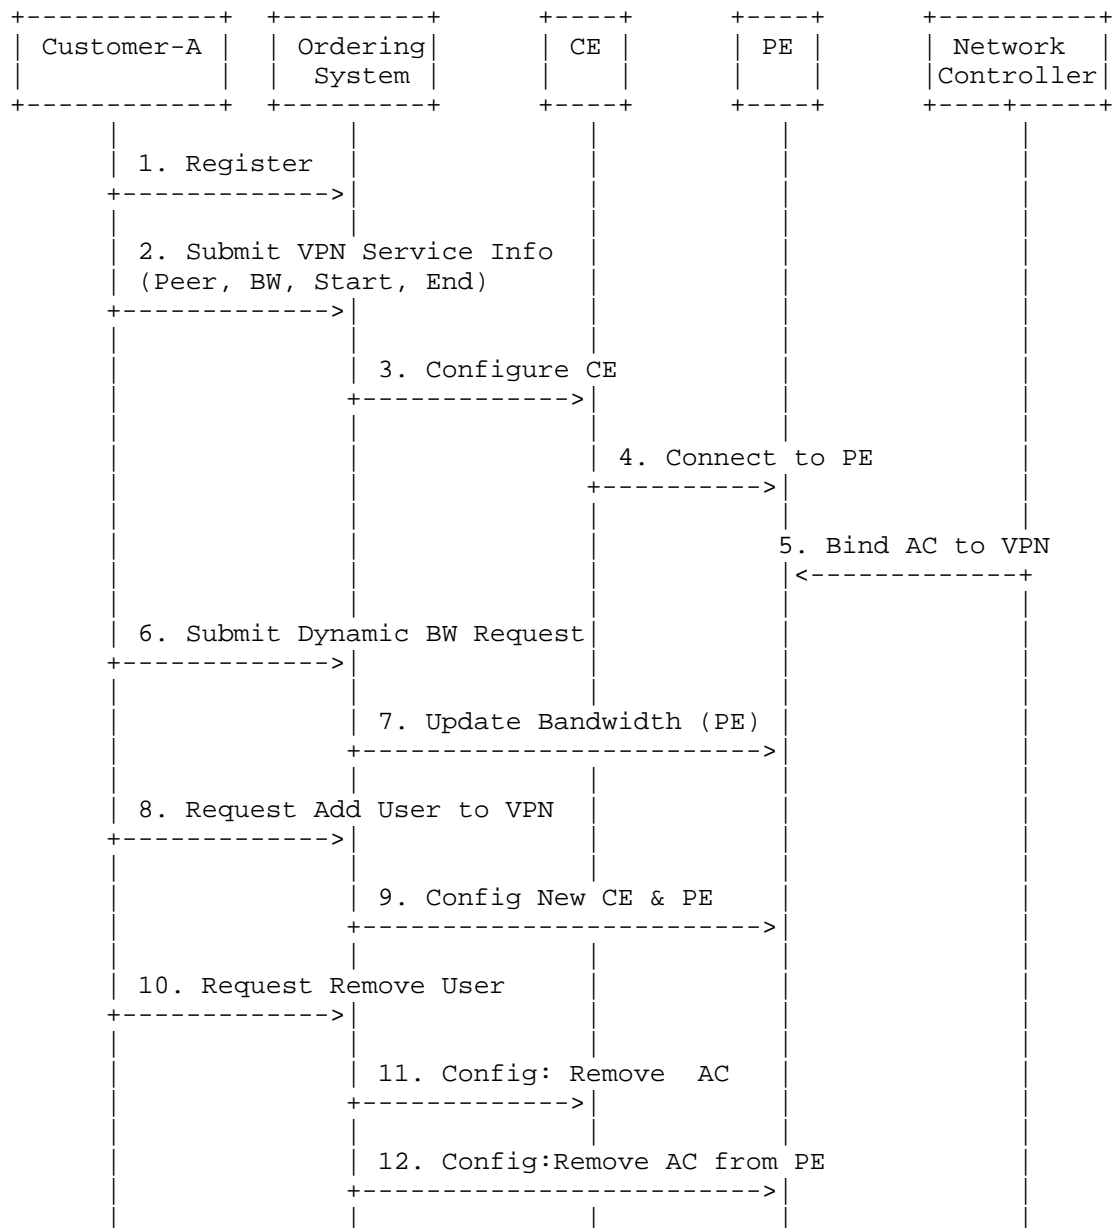 Customer-A Ordering CE PE Network
System Controller
1. Register
2. Submit VPN Service Info
(Peer, BW, Start, End)
3. Configure CE
4. Connect to PE
5. Bind AC to VPN
6. Submit Dynamic BW Request
7. Update Bandwidth (PE)
8. Request Add User to VPN
9. Config New CE & PE
10. Request Remove User
11. Config: Remove  AC
12. Config:Remove AC from PE